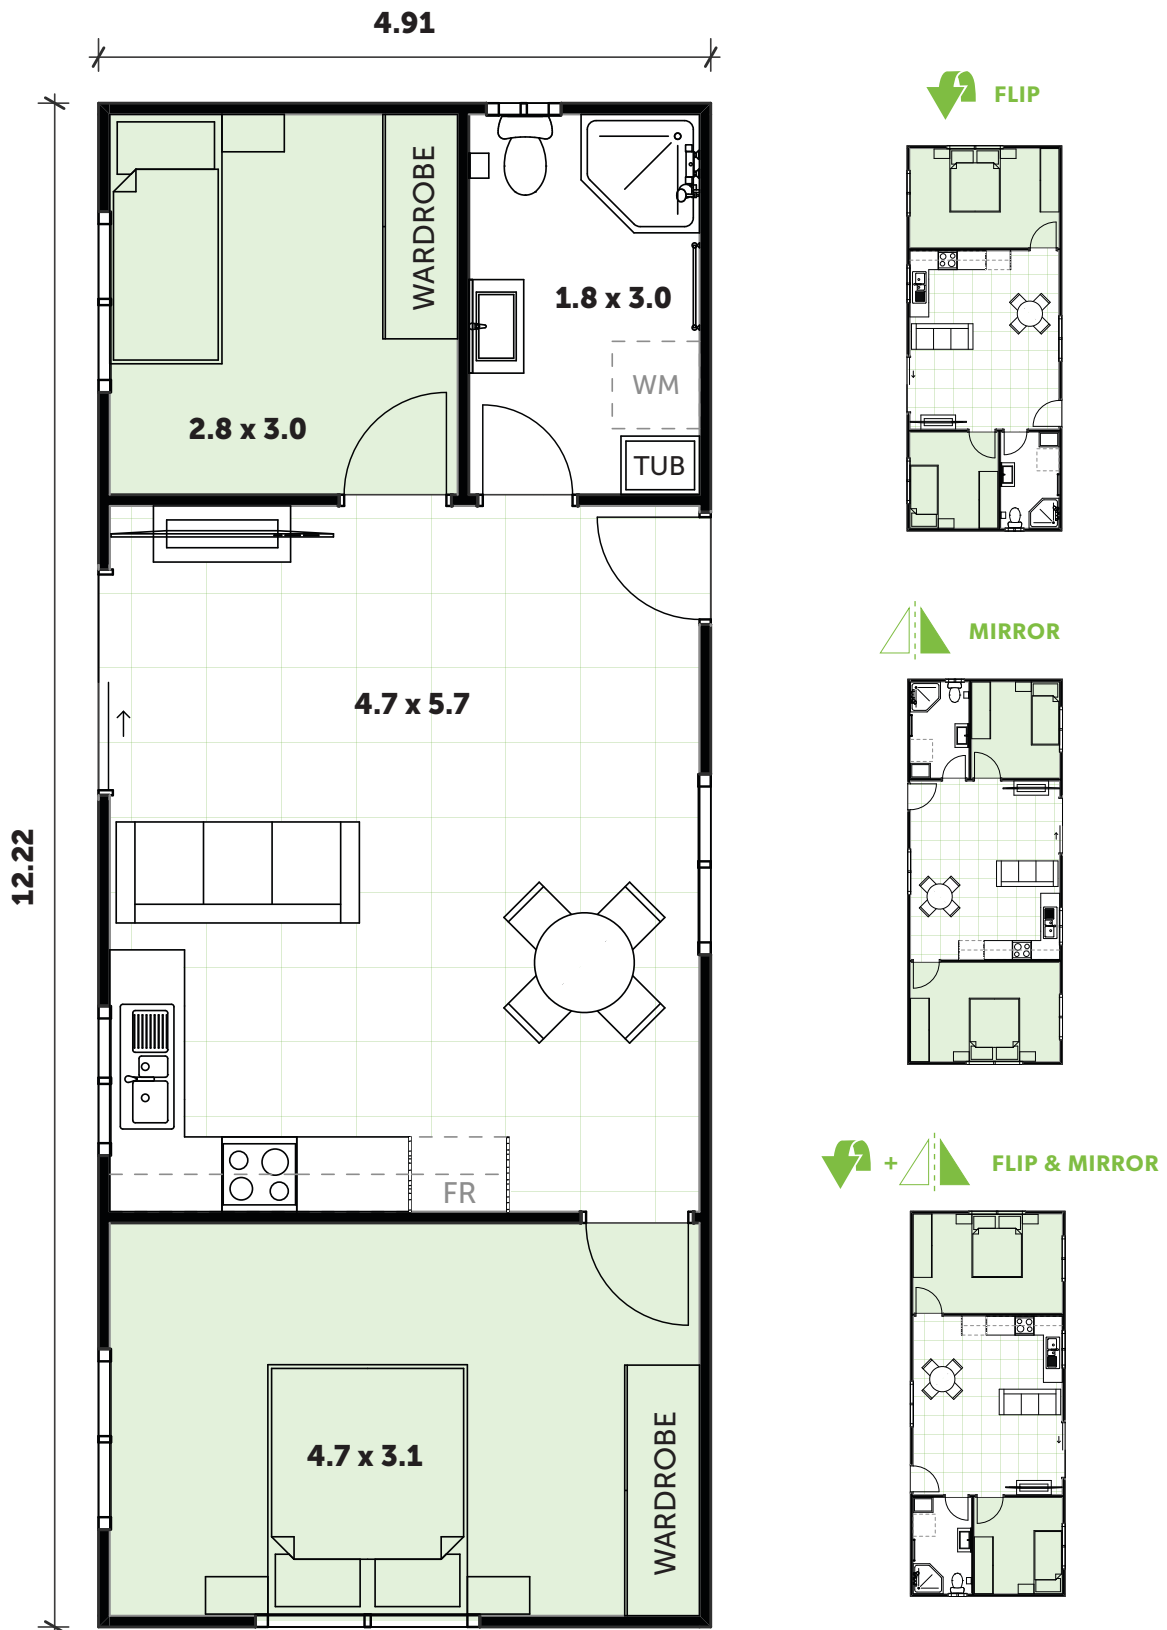 4.91
12.22
WARDROBE
2.8 x 3.0
1.8 x 3.0
WM
TUB
4.7 x 5.7
FR
4.7 x 3.1
WARDROBE
FLIP
MIRROR
+
FLIP & MIRROR